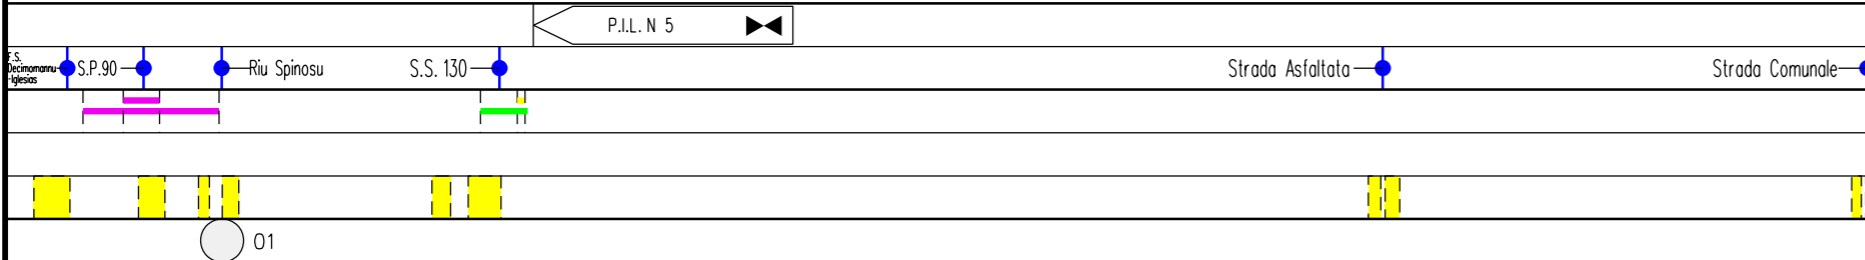 P.I.L. N 5
F.S.
Decimomannu
-Iglesias
S.P.90
Riu Spinosu
S.S. 130
Strada Asfaltata
Strada Comunale
01